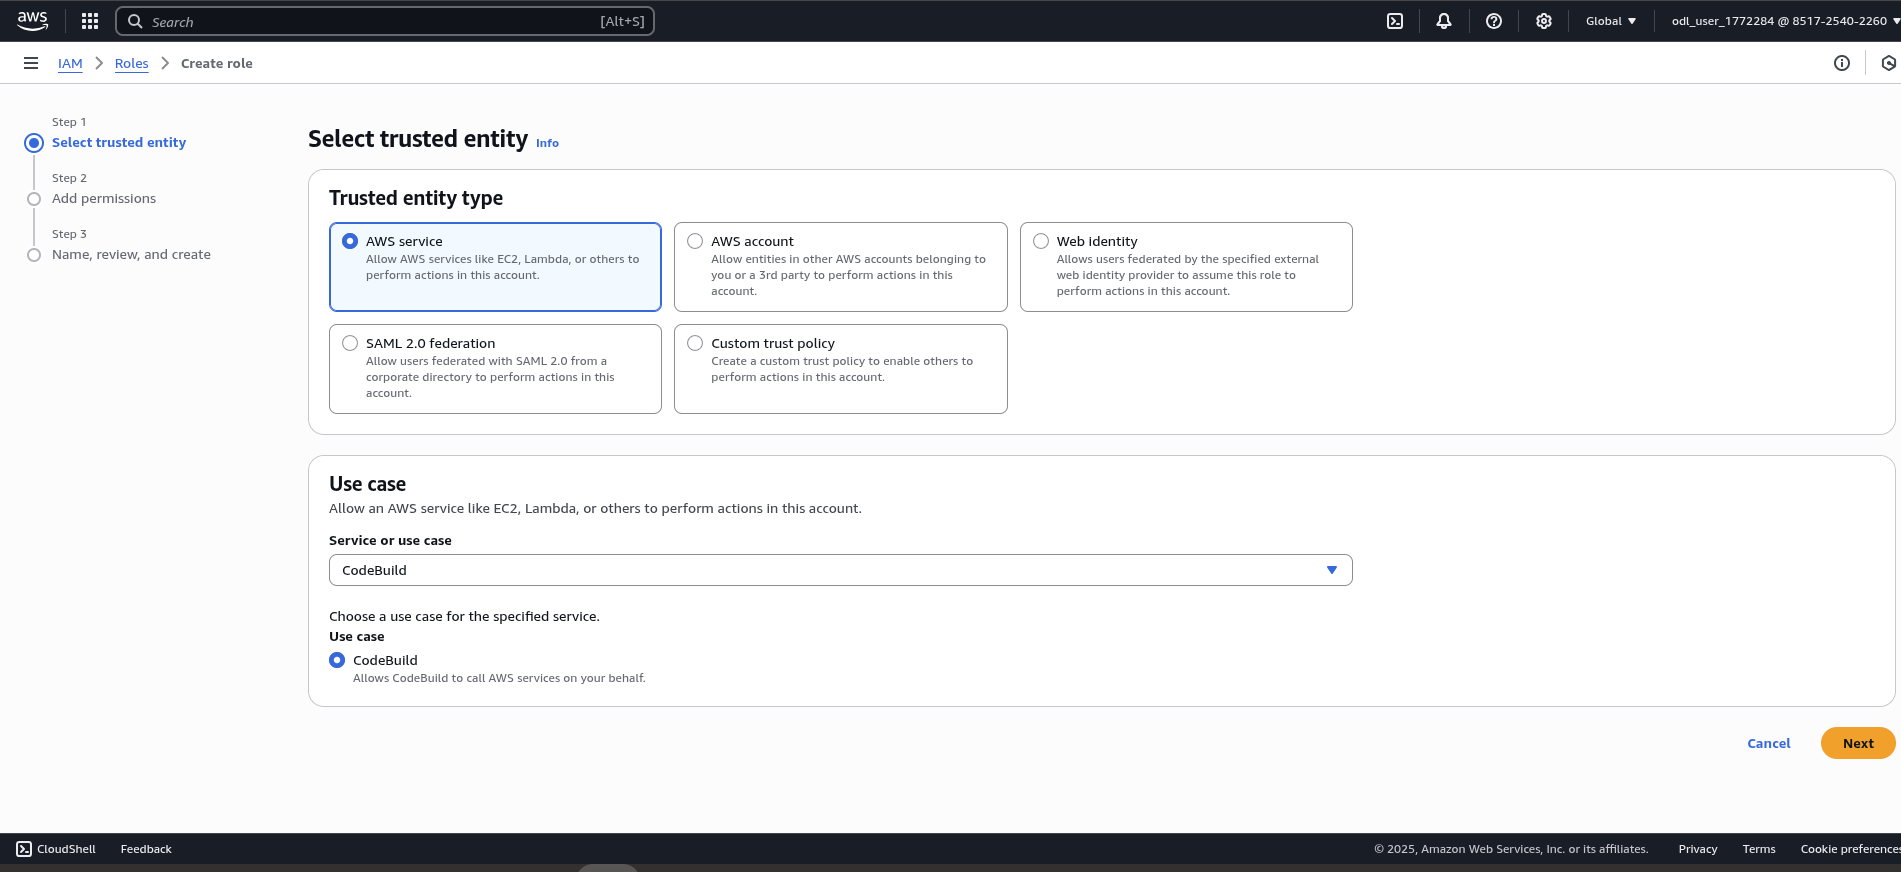 aws
Search [Alt+S]
Global
odl_user_1772284 @ 8517-2540-2260
IAM
Roles
Create role
Step 1
Select trusted entity
Step 2
Add permissions
Step 3
Name, review, and create
Select trusted entity Info
Trusted entity type
AWS service
Allow AWS services like EC2, Lambda, or others to
perform actions in this account.
AWS account
Allow entities in other AWS accounts belonging to
you or a 3rd party to perform actions in this
account.
Web identity
Allows users federated by the specified external
web identity provider to assume this role to
perform actions in this account.
SAML 2.0 federation
Allow users federated with SAML 2.0 from a
corporate directory to perform actions in this
account.
Custom trust policy
Create a custom trust policy to enable others to
perform actions in this account.
Use case
Allow an AWS service like EC2, Lambda, or others to perform actions in this account.
Service or use case
CodeBuild
Choose a use case for the specified service.
Use case
CodeBuild
Allows CodeBuild to call AWS services on your behalf.
Cancel
Next
CloudShell
Feedback
© 2025, Amazon Web Services, Inc. or its affiliates.
Privacy
Terms
Cookie preferences